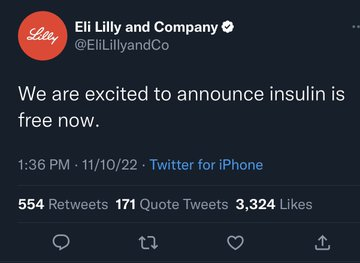 Lilly
Eli Lilly and Company
@EliLillyandCo
We are excited to announce insulin is
free now.
1:36 PM · 11/10/22 · Twitter for iPhone
554 Retweets 171 Quote Tweets 3,324 Likes